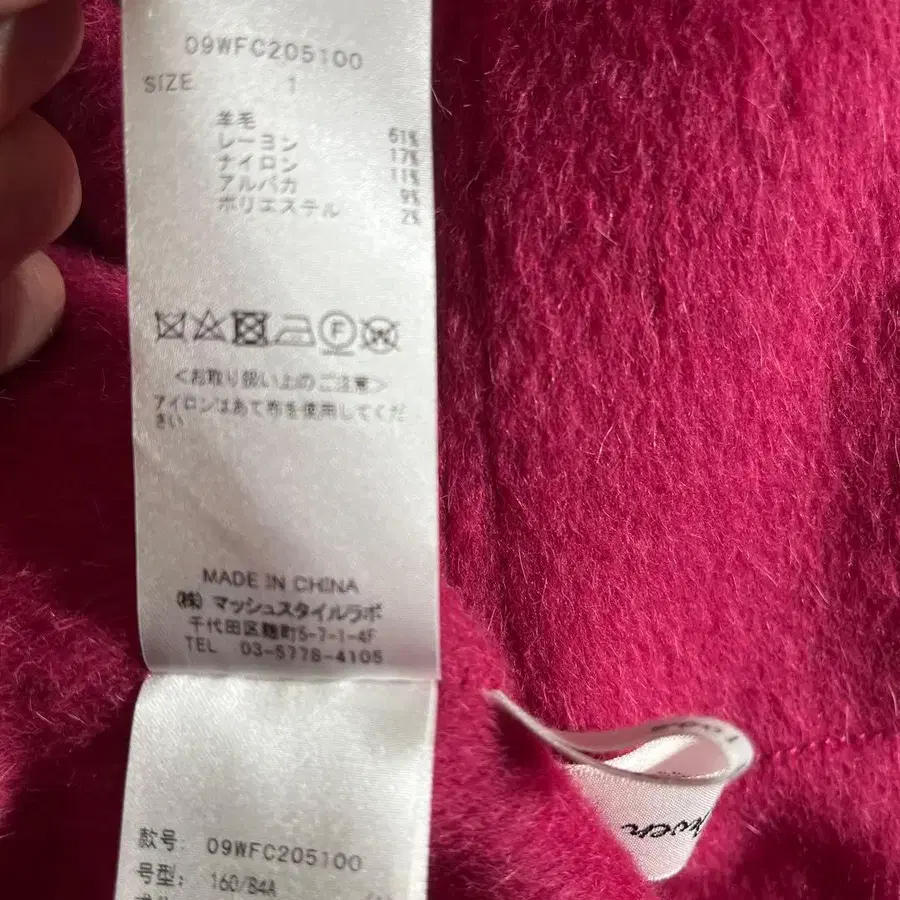 09WFC205100
SIZE 1
羊毛 61%
レーヨン 17%
ナイロン 11%
アルパカ 9%
ポリエステル 2%
F
<お取り扱い上のご注意>
アイロンはあて布を使用してくだ
さい
MADE IN CHINA
(株)マッシュスタイルラボ
千代田区麹町5-7-1-4F
TEL 03-5778-4105
款号: 09WFC205100
号型: 160/84A